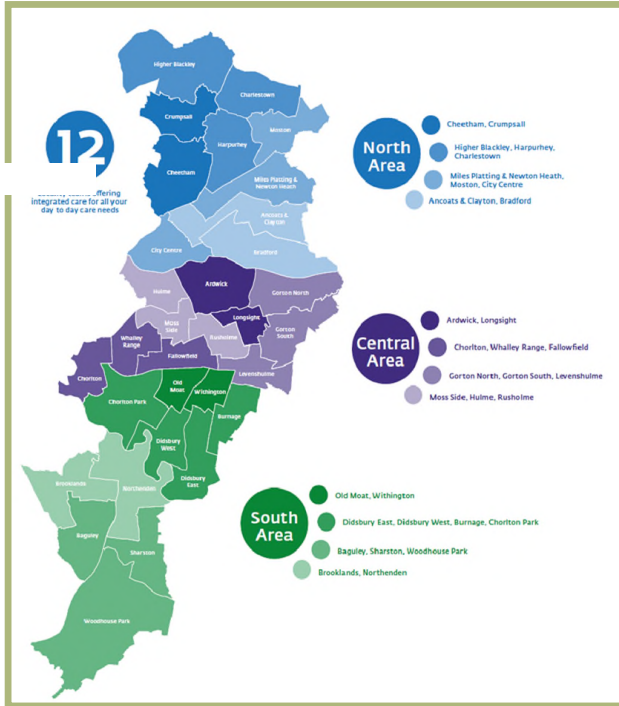 Higher Blackley
Charlestown
Crumpsall
Moston
Harpurhey
12
Cheetham
Miles Platting &
Newton Heath
offering
integrated care for all your
day to day care needs
Ancoats &
Clayton
City Centre
Bradford
North
Area
Cheetham, Crumpsall
Higher Blackley, Harpurhey,
Charlestown
Miles Platting & Newton Heath,
Moston, City Centre
Ancoats & Clayton, Bradford
Ardwick
Hulme
Gorton North
Longsight
Moss
Side
Rusholme
Gorton
South
Whalley
Range
Fallowfield
Chorlton
Levenshulme
Central
Area
Ardwick, Longsight
Chorlton, Whalley Range, Fallowfield
Gorton North, Gorton South, Levenshulme
Moss Side, Hulme, Rusholme
Old
Moat
Withington
Chorlton Park
Burnage
Didsbury
West
Didsbury
East
Brooklands
Northenden
Baguley
Sharston
Woodhouse Park
South
Area
Old Moat, Withington
Didsbury East, Didsbury West, Burnage, Chorlton Park
Baguley, Sharston, Woodhouse Park
Brooklands, Northenden